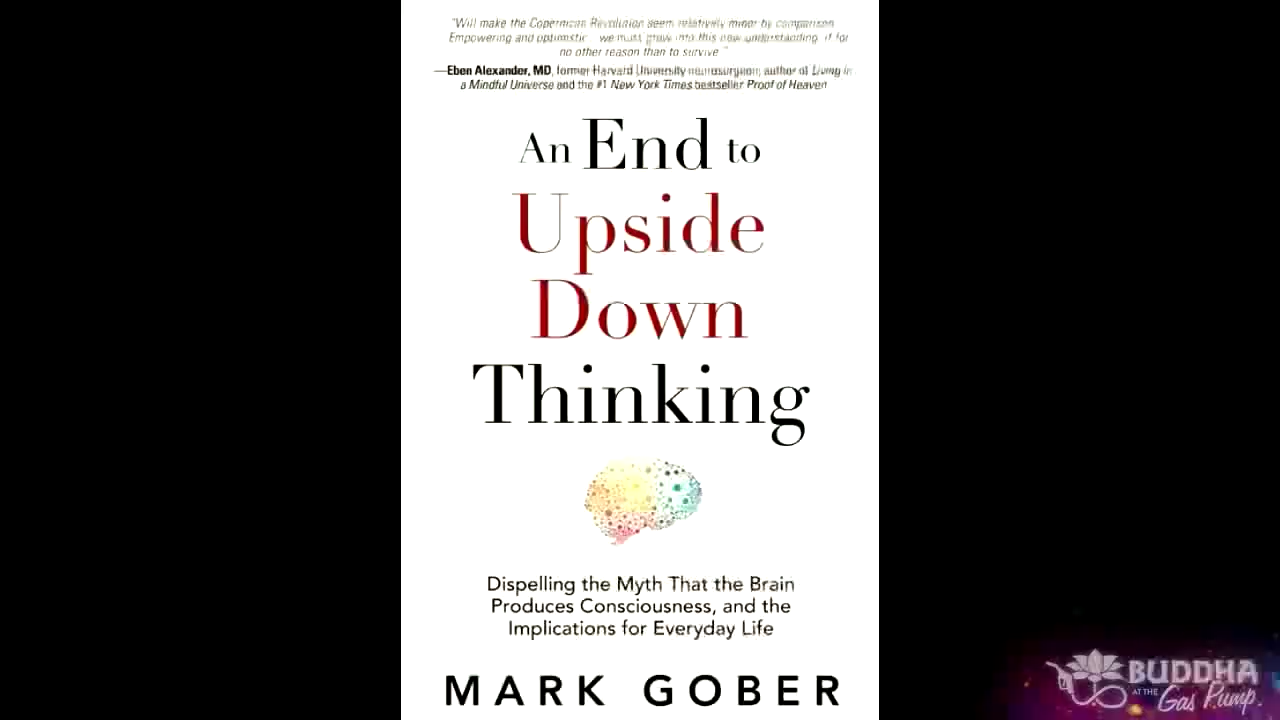 "Will make the Copernican Revolution seem relatively minor by comparison.
Empowering and optimistic... we must grow into this new understanding, if for
no other reason than to survive"
—Eben Alexander, MD, former Harvard University neurosurgeon, author of Living in
a Mindful Universe and the #1 New York Times bestseller Proof of Heaven
An End to
Upside
Down
Thinking
Dispelling the Myth That the Brain
Produces Consciousness, and the
Implications for Everyday Life
MARK GOBER
BUDDHA
AT THE Gas Pump